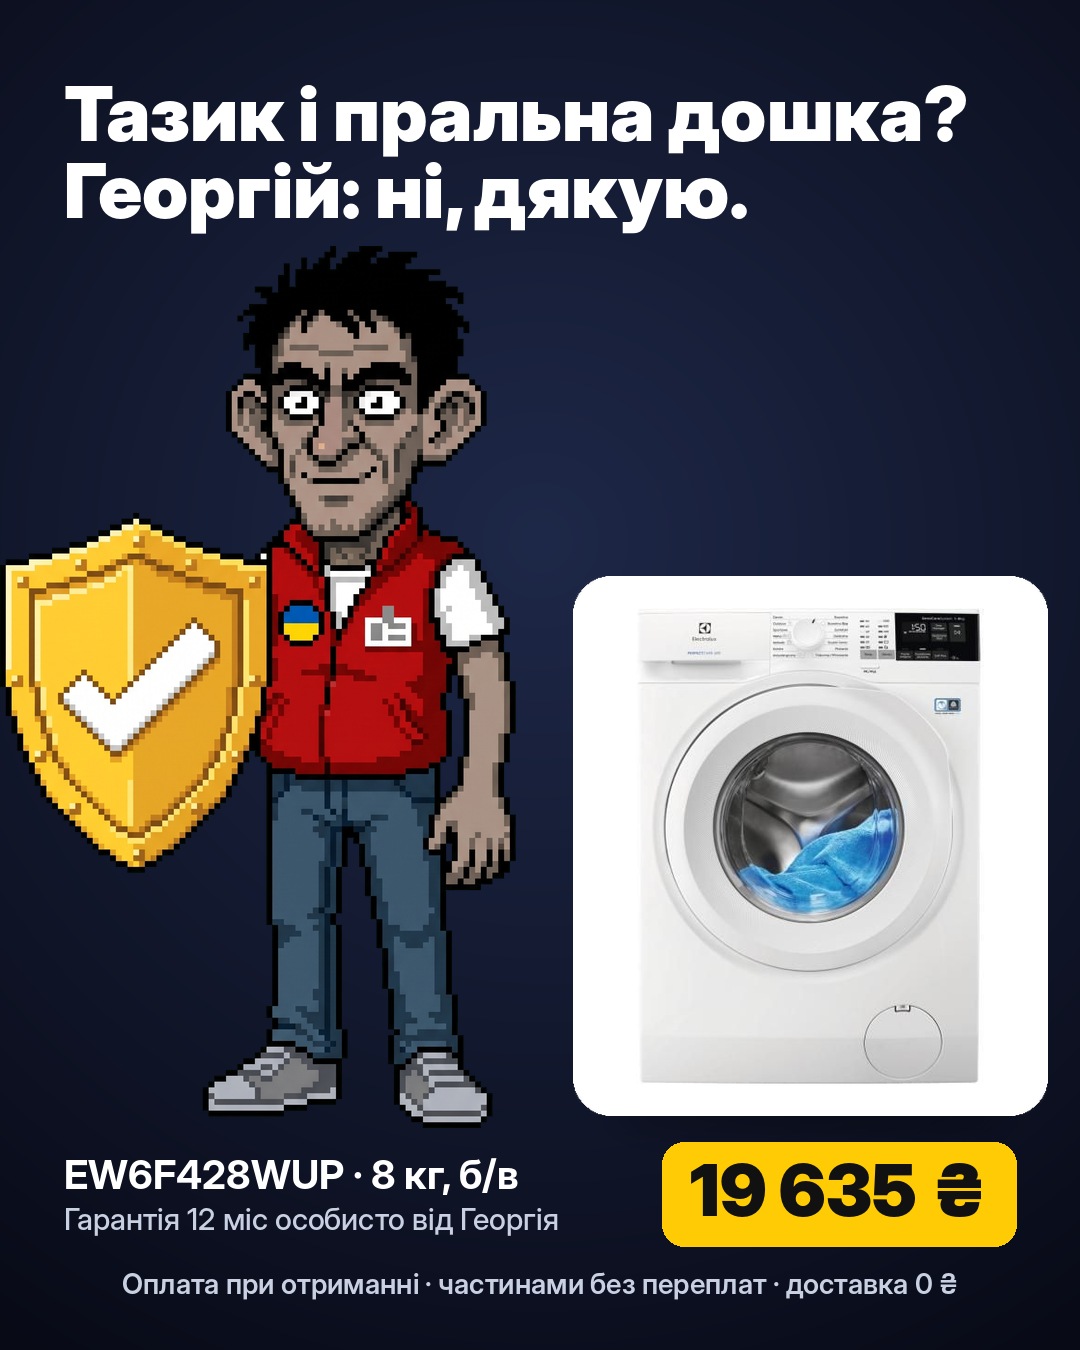 Тазик і пральна дошка?
Георгій: ні, дякую.
Electrolux
EW6F428WUP · 8 кг, б/в
Гарантія 12 міс особисто від Георгія
19 635 ₴
Оплата при отриманні · частинами без переплат · доставка 0 ₴